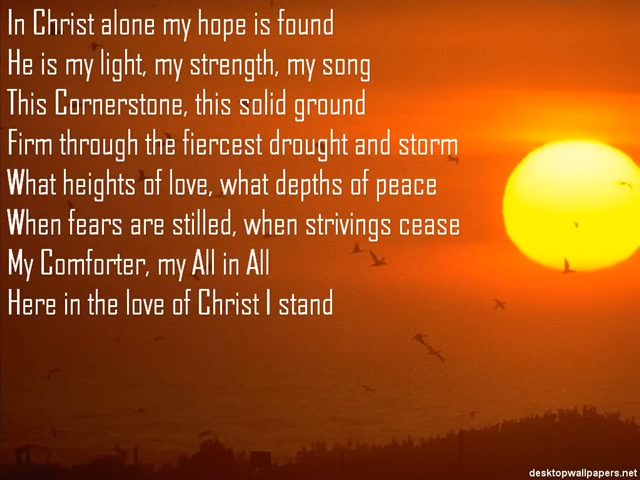 In Christ alone my hope is found
He is my light, my strength, my song
This Cornerstone, this solid ground
Firm through the fiercest drought and storm
What heights of love, what depths of peace
When fears are stilled, when strivings cease
My Comforter, my All in All
Here in the love of Christ I stand
desktopwallpapers.net